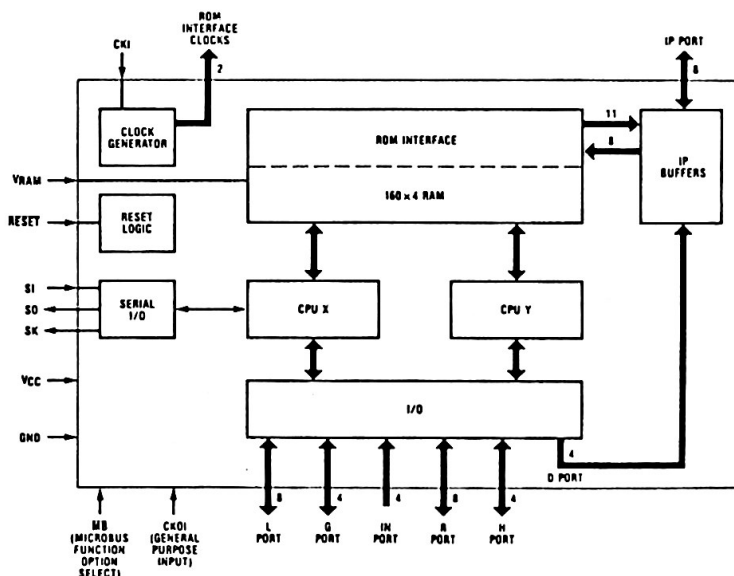 ROM
INTERFACE
CLOCKS
CKI
2
IP PORT
8
CLOCK
GENERATOR
ROM INTERFACE
11
8
IP
BUFFERS
VRAM
160 x 4 RAM
RESET
RESET
LOGIC
SI
SO
SK
SERIAL
I/O
CPU X
CPU Y
VCC
I/O
GND
4
D PORT
8
4
4
8
4
MB
(MICROBUS
FUNCTION
OPTION
SELECT)
CKOI
(GENERAL
PURPOSE
INPUT)
L
PORT
G
PORT
IN
PORT
R
PORT
H
PORT